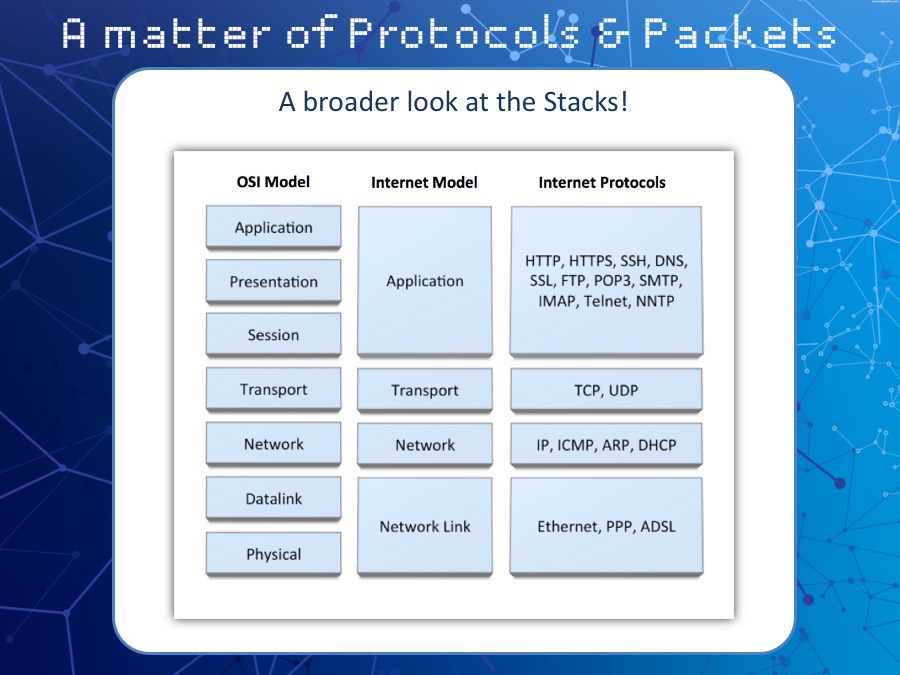 A matter of Protocols & Packets
A broader look at the Stacks!
OSI Model
Internet Model
Internet Protocols
Application
Presentation
Session
Transport
Network
Datalink
Physical
Application
Transport
Network
Network Link
HTTP, HTTPS, SSH, DNS,
SSL, FTP, POP3, SMTP,
IMAP, Telnet, NNTP
TCP, UDP
IP, ICMP, ARP, DHCP
Ethernet, PPP, ADSL